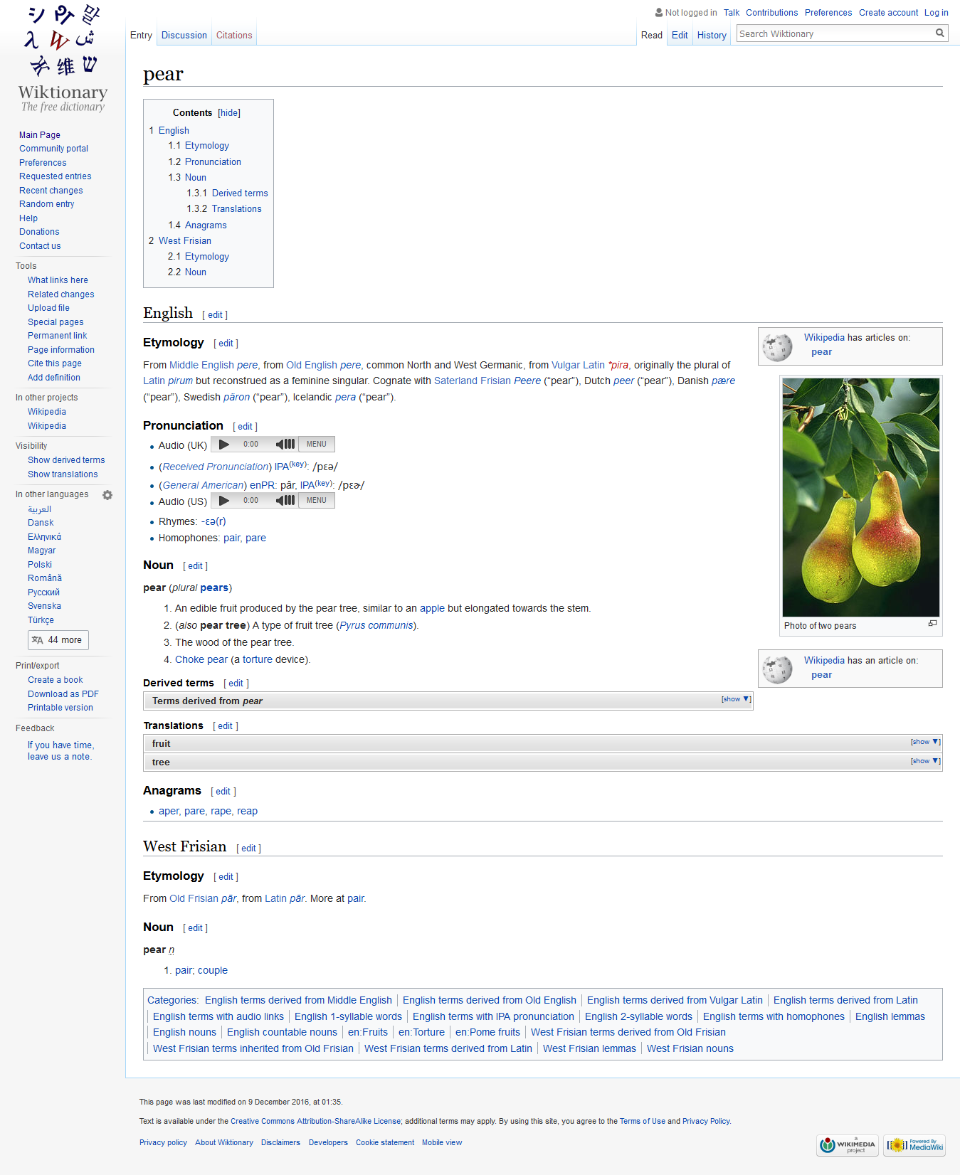 Not logged in Talk Contributions Preferences Create account Log in
Entry Discussion Citations Read Edit History Search Wiktionary
Wiktionary
The free dictionary
Main Page
Community portal
Preferences
Requested entries
Recent changes
Random entry
Help
Donations
Contact us
Tools
What links here
Related changes
Upload file
Special pages
Permanent link
Page information
Cite this page
Add definition
In other projects
Wikipedia
Wikipedia
Visibility
Show derived terms
Show translations
In other languages
العربية
Dansk
Ελληνικά
Magyar
Polski
Română
Русский
Svenska
Türkçe
44 more
Print/export
Create a book
Download as PDF
Printable version
Feedback
If you have time,
leave us a note.
pear
Contents [hide]
1 English
1.1 Etymology
1.2 Pronunciation
1.3 Noun
1.3.1 Derived terms
1.3.2 Translations
1.4 Anagrams
2 West Frisian
2.1 Etymology
2.2 Noun
English [ edit ]
Wikipedia has articles on:
pear
Etymology [ edit ]
From Middle English pere, from Old English pere, common North and West Germanic, from Vulgar Latin *pira, originally the plural of
Latin pirum but reconstrued as a feminine singular. Cognate with Saterland Frisian Peere (“pear”), Dutch peer (“pear”), Danish pære
(“pear”), Swedish päron (“pear”), Icelandic pera (“pear”).
Pronunciation [ edit ]
• Audio (UK) 0:00 MENU
• (Received Pronunciation) IPA(key): /pɛə/
• (General American) enPR: pâr, IPA(key): /pɛɚ/
• Audio (US) 0:00 MENU
• Rhymes: -ɛə(r)
• Homophones: pair, pare
Photo of two pears
Noun [ edit ]
pear (plural pears)
1. An edible fruit produced by the pear tree, similar to an apple but elongated towards the stem.
2. (also pear tree) A type of fruit tree (Pyrus communis).
3. The wood of the pear tree.
4. Choke pear (a torture device).
Wikipedia has an article on:
pear
Derived terms [ edit ]
Terms derived from pear [show ▼]
Translations [ edit ]
fruit [show ▼]
tree [show ▼]
Anagrams [ edit ]
• aper, pare, rape, reap
West Frisian [ edit ]
Etymology [ edit ]
From Old Frisian pār, from Latin pār. More at pair.
Noun [ edit ]
pear n
1. pair; couple
Categories: English terms derived from Middle English | English terms derived from Old English | English terms derived from Vulgar Latin | English terms derived from Latin
| English terms with audio links | English 1-syllable words | English terms with IPA pronunciation | English 2-syllable words | English terms with homophones | English lemmas
| English nouns | English countable nouns | en:Fruits | en:Torture | en:Pome fruits | West Frisian terms derived from Old Frisian
| West Frisian terms inherited from Old Frisian | West Frisian terms derived from Latin | West Frisian lemmas | West Frisian nouns
This page was last modified on 9 December 2016, at 01:35.
Text is available under the Creative Commons Attribution-ShareAlike License; additional terms may apply. By using this site, you agree to the Terms of Use and Privacy Policy.
Privacy policy About Wiktionary Disclaimers Developers Cookie statement Mobile view
A WIKIMEDIA project
Powered By MediaWiki